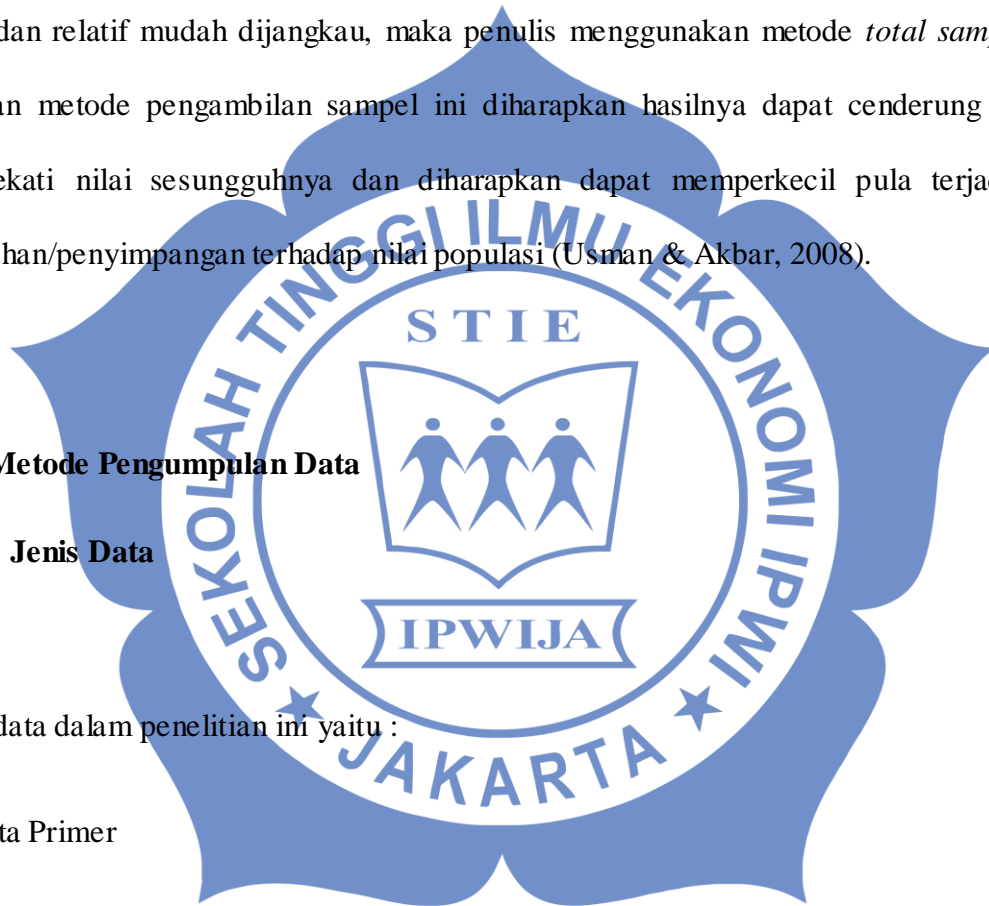 dan relatif mudah dijangkau, maka penulis menggunakan metode total sam
an metode pengambilan sampel ini diharapkan hasilnya dapat cenderung
ekati nilai sesungguhnya dan diharapkan dapat memperkecil pula terja
han/penyimpangan terhadap nilai populasi (Usman & Akbar, 2008).
SEKOLAH TINGGI ILMU EKONOMI IPWI
STIE
Metode Pengumpulan Data
Jenis Data
IPWIJA
data dalam penelitian ini yaitu :
JAKARTA
ta Primer